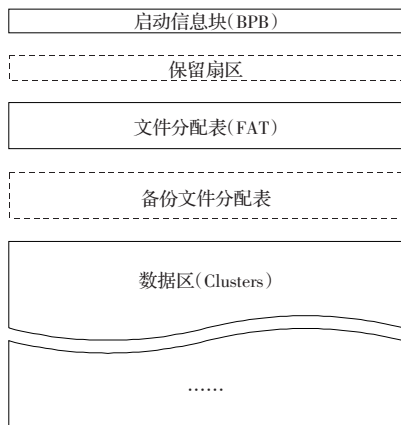 启动信息块(BPB)
保留扇区
文件分配表(FAT)
备份文件分配表
数据区(Clusters)
……